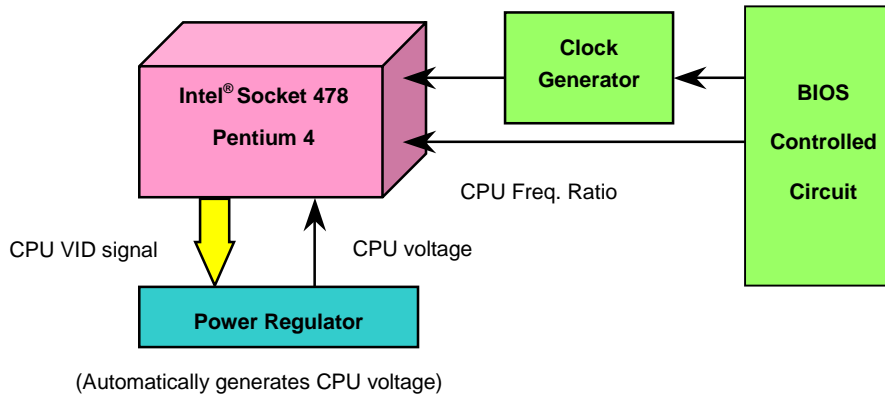 Intel® Socket 478
Pentium 4
Clock
Generator
BIOS
Controlled
Circuit
CPU Freq. Ratio
CPU VID signal
CPU voltage
Power Regulator
(Automatically generates CPU voltage)